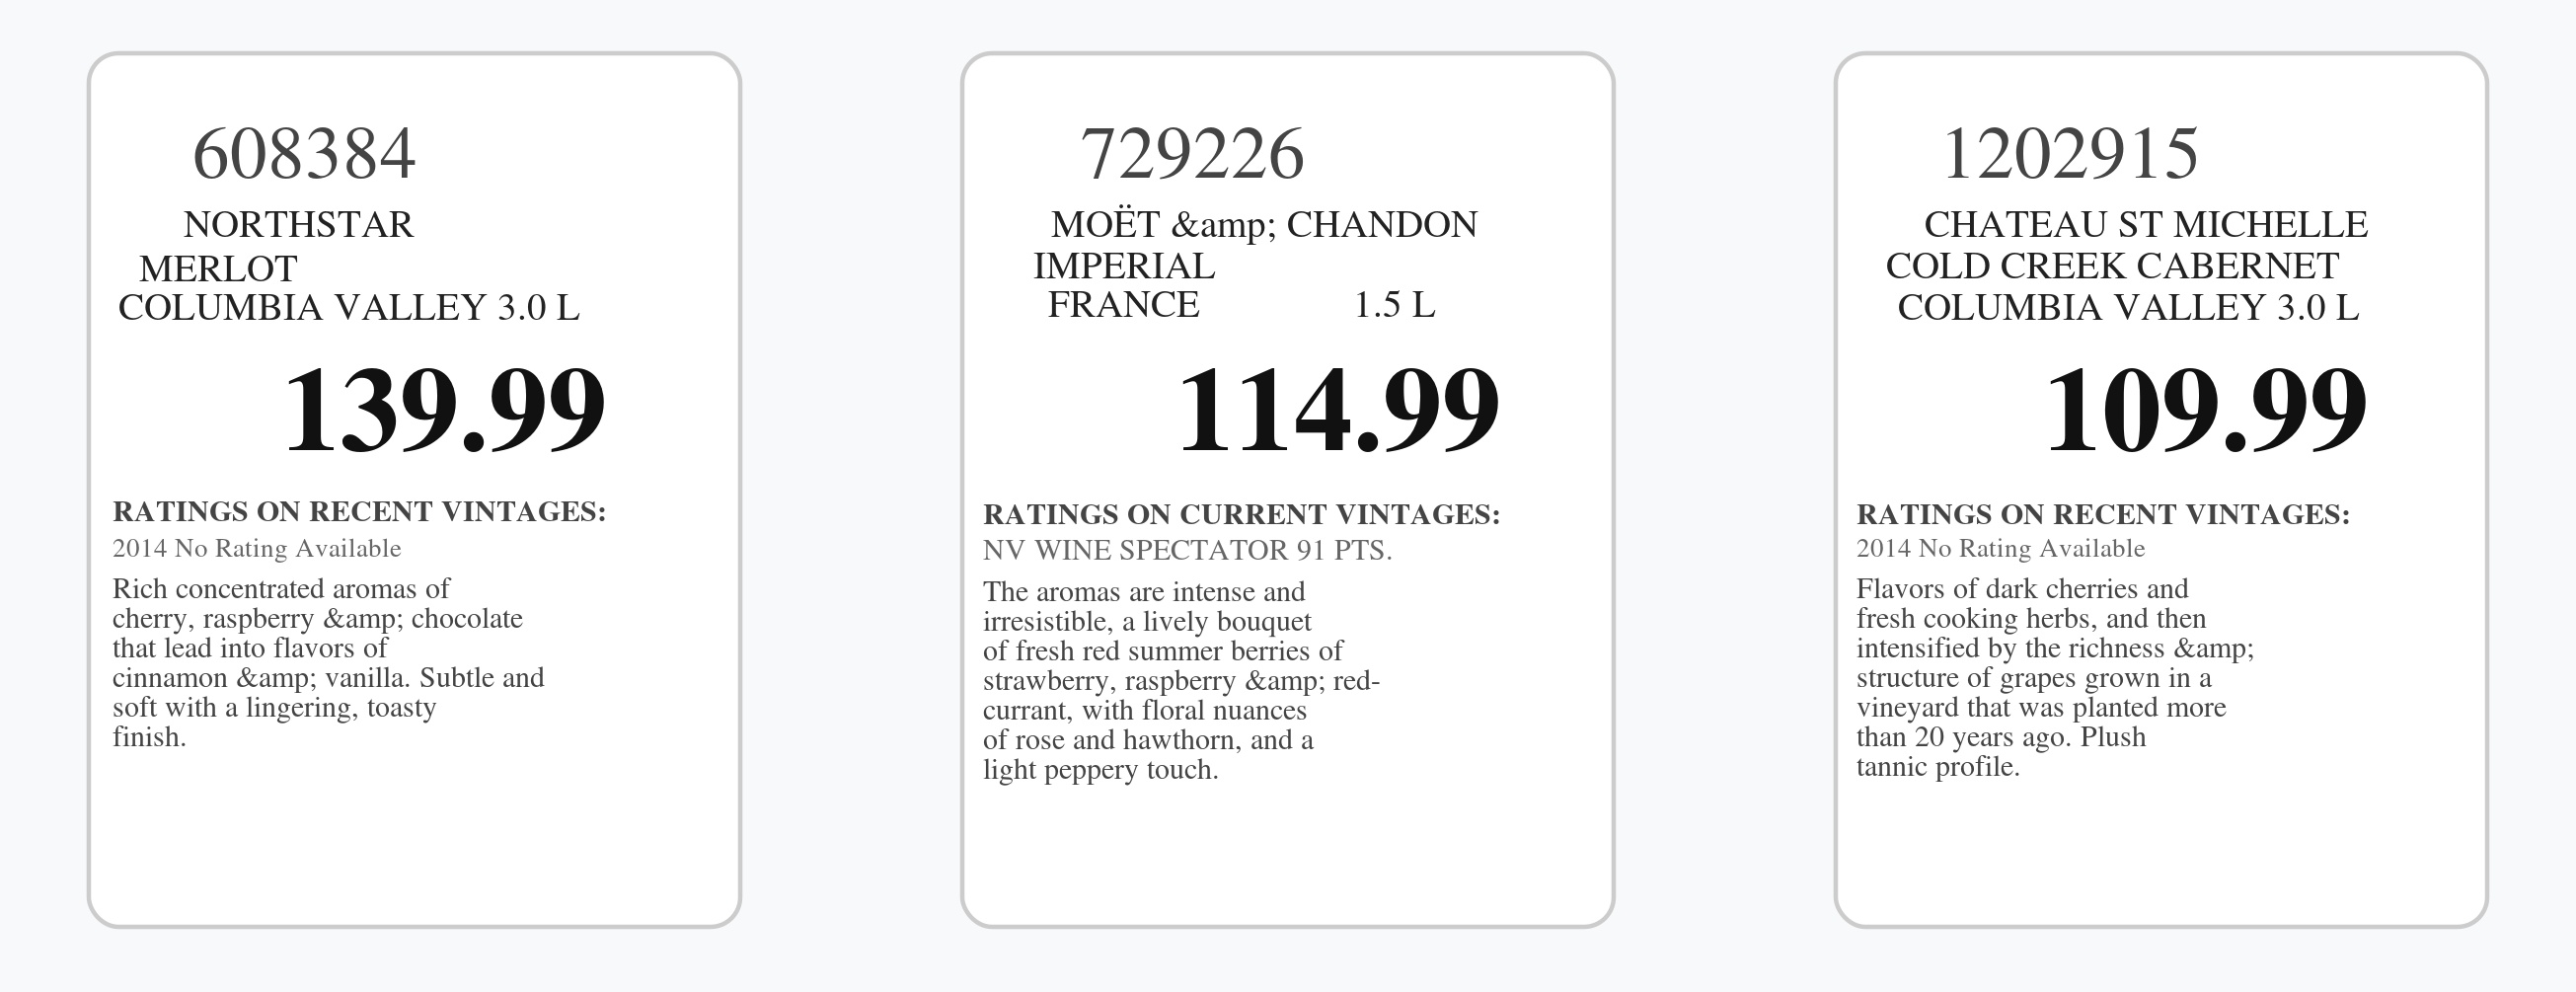 608384
NORTHSTAR
MERLOT
COLUMBIA VALLEY 3.0 L
139.99
RATINGS ON RECENT VINTAGES:
2014 No Rating Available
Rich concentrated aromas of
cherry, raspberry &amp; chocolate
that lead into flavors of
cinnamon &amp; vanilla. Subtle and
soft with a lingering, toasty
finish.
729226
MOËT &amp; CHANDON
IMPERIAL
FRANCE 1.5 L
114.99
RATINGS ON CURRENT VINTAGES:
NV WINE SPECTATOR 91 PTS.
The aromas are intense and
irresistible, a lively bouquet
of fresh red summer berries of
strawberry, raspberry &amp; red-
currant, with floral nuances
of rose and hawthorn, and a
light peppery touch.
1202915
CHATEAU ST MICHELLE
COLD CREEK CABERNET
COLUMBIA VALLEY 3.0 L
109.99
RATINGS ON RECENT VINTAGES:
2014 No Rating Available
Flavors of dark cherries and
fresh cooking herbs, and then
intensified by the richness &amp;
structure of grapes grown in a
vineyard that was planted more
than 20 years ago. Plush
tannic profile.